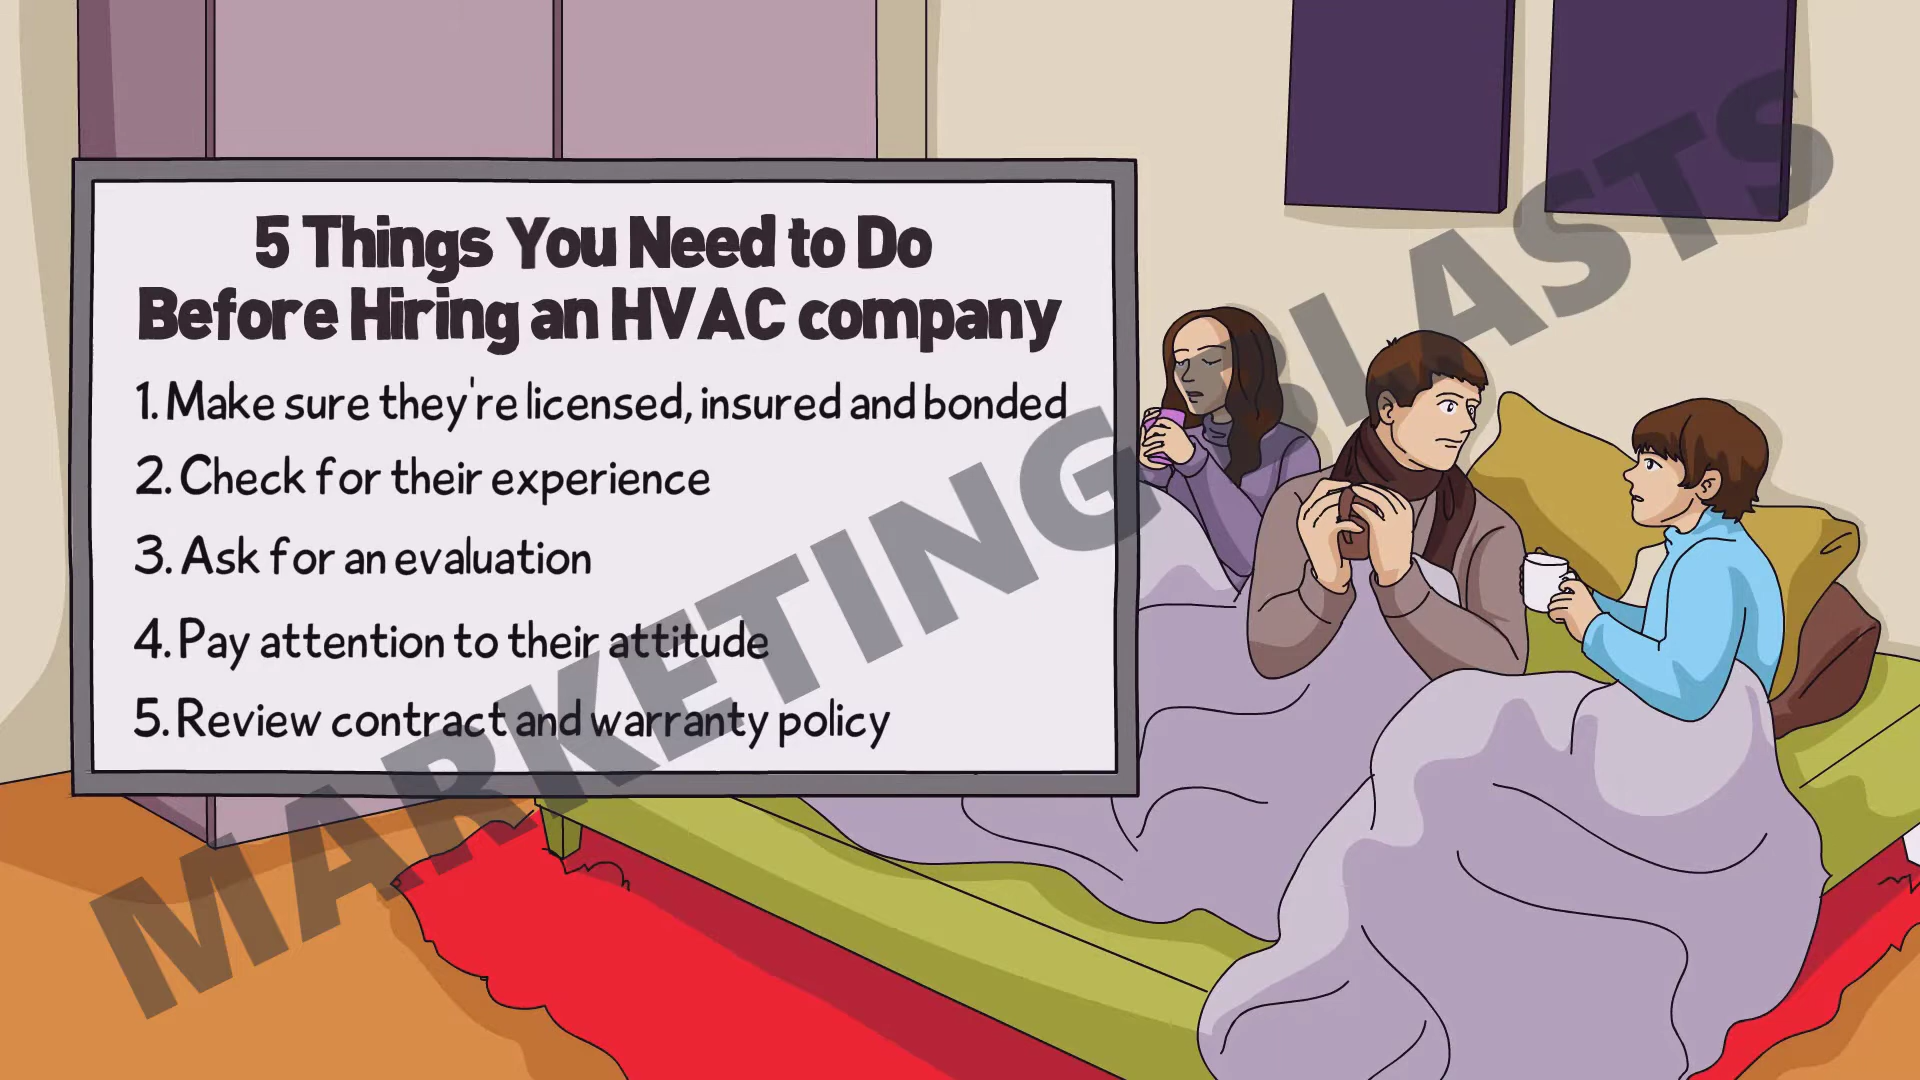 5 Things You Need to Do
Before Hiring an HVAC company
1. Make sure they're licensed, insured and bonded
2. Check for their experience
3. Ask for an evaluation
4. Pay attention to their attitude
5. Review contract and warranty policy
MARKETING BLASTS